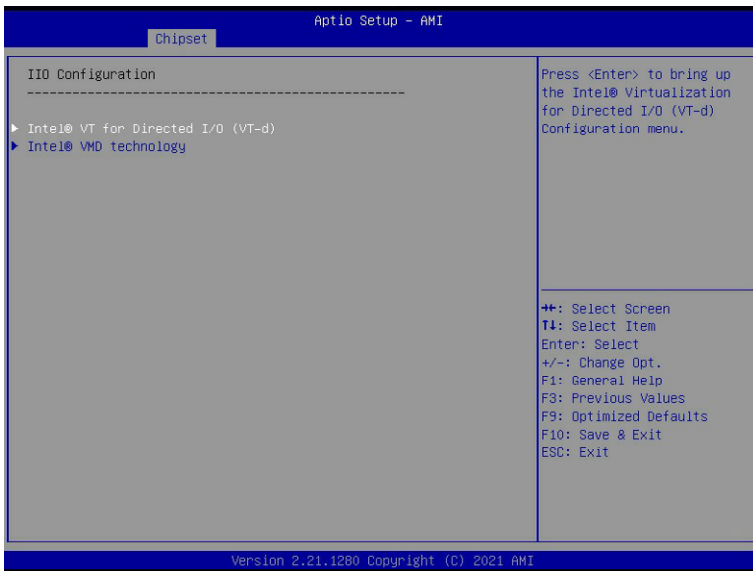 Aptio Setup – AMI
Chipset
IIO Configuration
--------------------------------------------------
▶ Intel® VT for Directed I/O (VT-d)
▶ Intel® VMD technology
Press <Enter> to bring up
the Intel® Virtualization
for Directed I/O (VT-d)
Configuration menu.
→←: Select Screen
↑↓: Select Item
Enter: Select
+/-: Change Opt.
F1: General Help
F3: Previous Values
F9: Optimized Defaults
F10: Save & Exit
ESC: Exit
Version 2.21.1280 Copyright (C) 2021 AMI